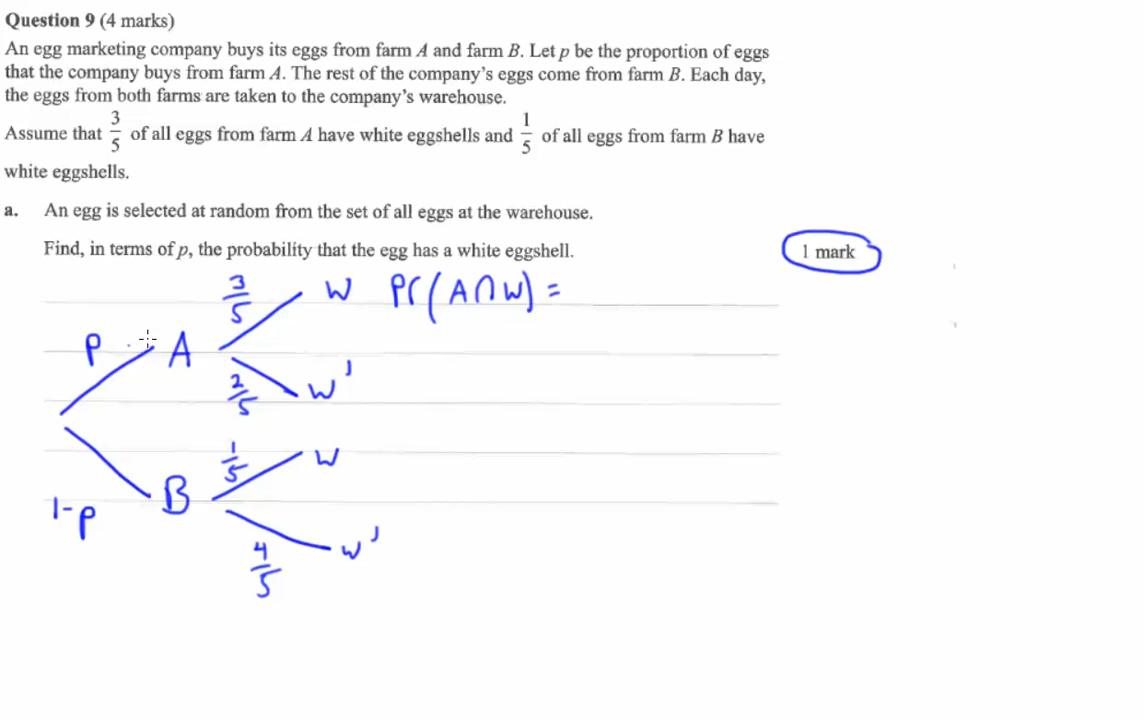 Question 9 (4 marks)
An egg marketing company buys its eggs from farm A and farm B. Let p be the proportion of eggs
that the company buys from farm A. The rest of the company's eggs come from farm B. Each day,
the eggs from both farms are taken to the company's warehouse.
Assume that 3/5 of all eggs from farm A have white eggshells and 1/5 of all eggs from farm B have
white eggshells.
a. An egg is selected at random from the set of all eggs at the warehouse.
Find, in terms of p, the probability that the egg has a white eggshell. 1 mark
3/5 W Pr(A∩W) =
p A
2/5 W'
1/5 W
1-p B
4/5 W'